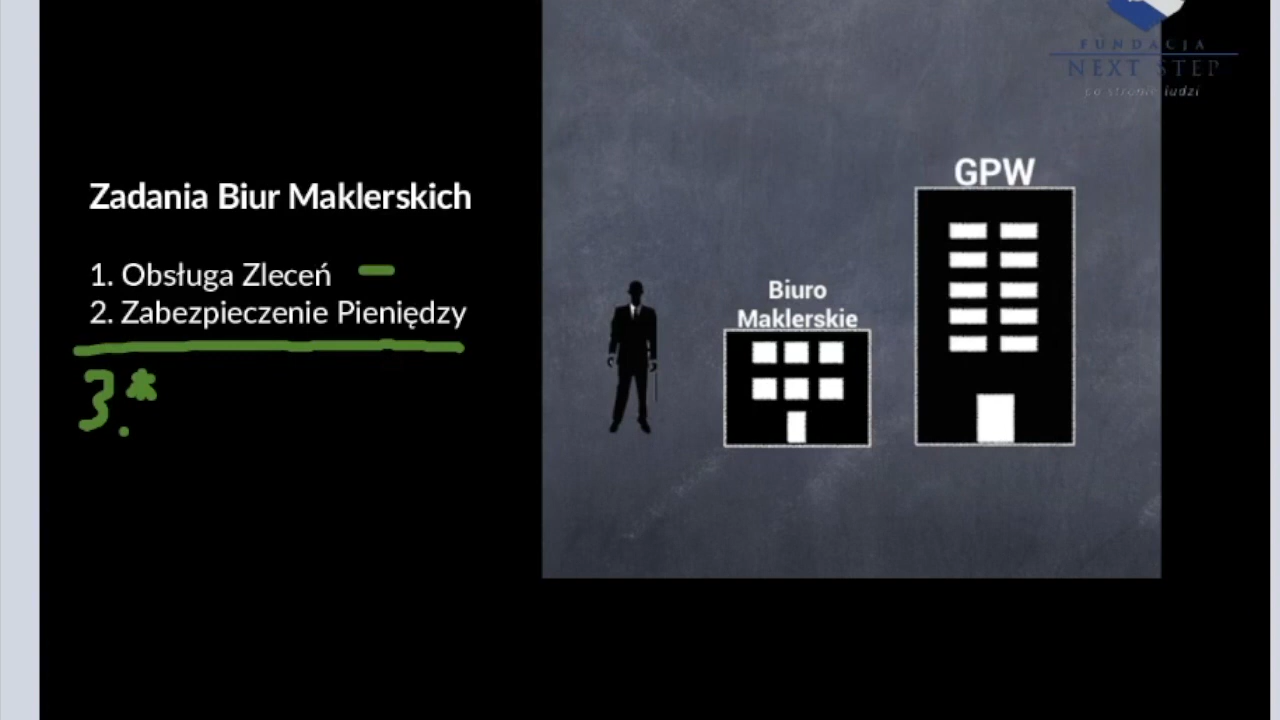 FUNDACJA
NEXT STEP
po stronie ludzi
Zadania Biur Maklerskich
1. Obsługa Zleceń
2. Zabezpieczenie Pieniędzy
3.*
Biuro
Maklerskie
GPW